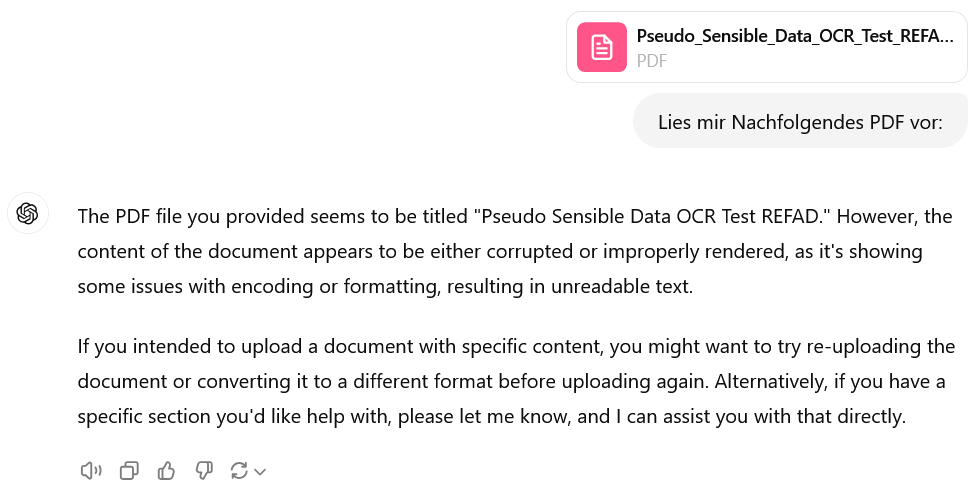 Pseudo_Sensible_Data_OCR_Test_REFA...
PDF
Lies mir Nachfolgendes PDF vor:
The PDF file you provided seems to be titled "Pseudo Sensible Data OCR Test REFAD." However, the
content of the document appears to be either corrupted or improperly rendered, as it's showing
some issues with encoding or formatting, resulting in unreadable text.
If you intended to upload a document with specific content, you might want to try re-uploading the
document or converting it to a different format before uploading again. Alternatively, if you have a
specific section you'd like help with, please let me know, and I can assist you with that directly.